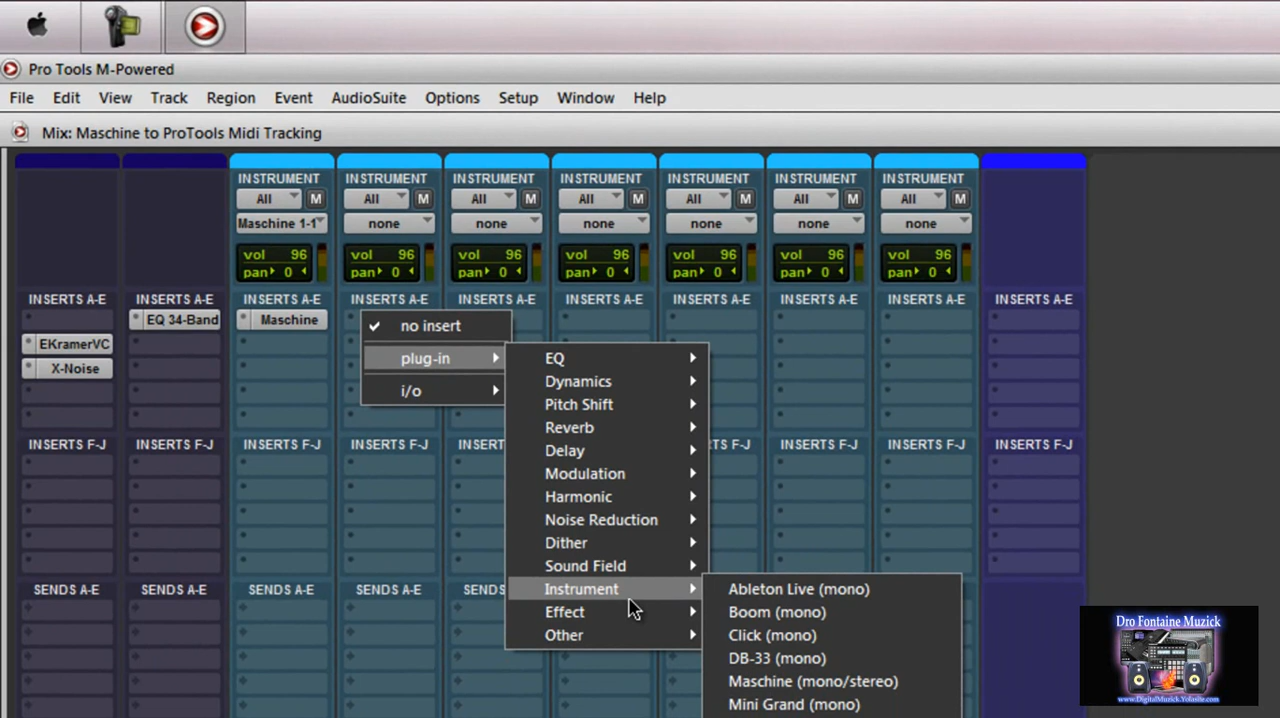 Pro Tools M-Powered
File Edit View Track Region Event AudioSuite Options Setup Window Help
Mix: Maschine to ProTools Midi Tracking
INSTRUMENT INSTRUMENT INSTRUMENT INSTRUMENT INSTRUMENT INSTRUMENT INSTRUMENT
All M All M All M All M All M All M All M
Maschine 1-1 none none none none none none
vol 96 vol 96 vol 96 vol 96 vol 96 vol 96 vol 96
pan 0 pan 0 pan 0 pan 0 pan 0 pan 0 pan 0
INSERTS A-E INSERTS A-E INSERTS A-E INSERTS A-E INSERTS A-E INSERTS A-E INSERTS A-E INSERTS A-E INSERTS A-E INSERTS A-E
EQ 34-Band Maschine
EKramerVC
X-Noise
no insert
plug-in
i/o
EQ
Dynamics
Pitch Shift
Reverb
Delay
Modulation
Harmonic
Noise Reduction
Dither
Sound Field
Instrument
Effect
Other
INSERTS F-J INSERTS F-J INSERTS F-J INSERTS F-J INSERT INSERTS F-J INSERTS F-J INSERTS F-J INSERTS F-J
SENDS A-E SENDS A-E SENDS A-E SENDS A-E SENDS
Ableton Live (mono)
Boom (mono)
Click (mono)
DB-33 (mono)
Maschine (mono/stereo)
Mini Grand (mono)
Dro Fontaine Muzick
www.DigitalMuzick.Yolasite.com